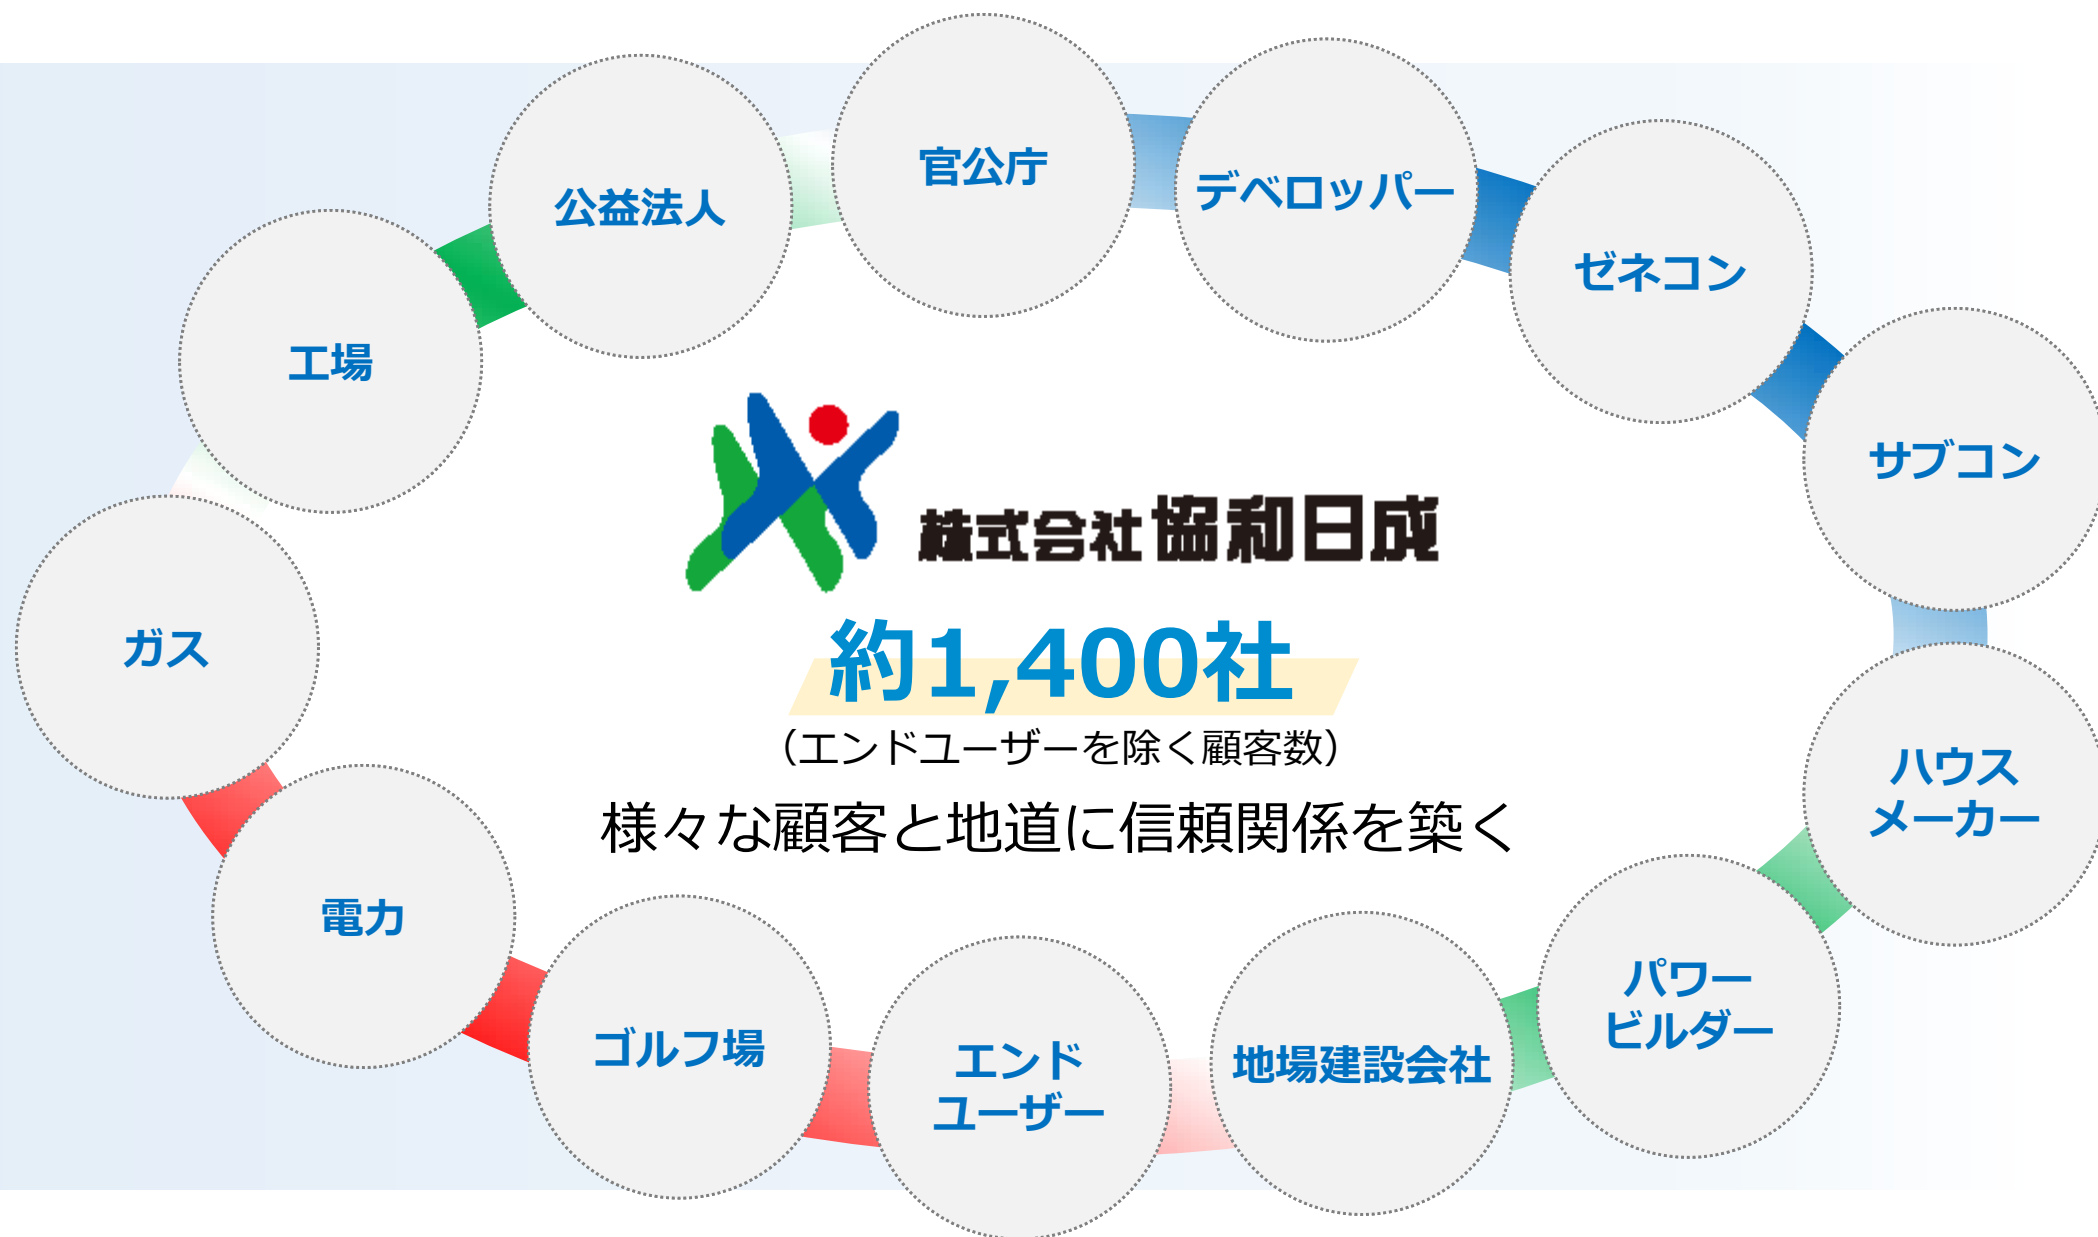 官公庁
デベロッパー
ゼネコン
サブコン
ハウス
メーカー
パワー
ビルダー
地場建設会社
エンド
ユーザー
ゴルフ場
電力
ガス
工場
公益法人
株式会社協和日成
約1,400社
（エンドユーザーを除く顧客数）
様々な顧客と地道に信頼関係を築く